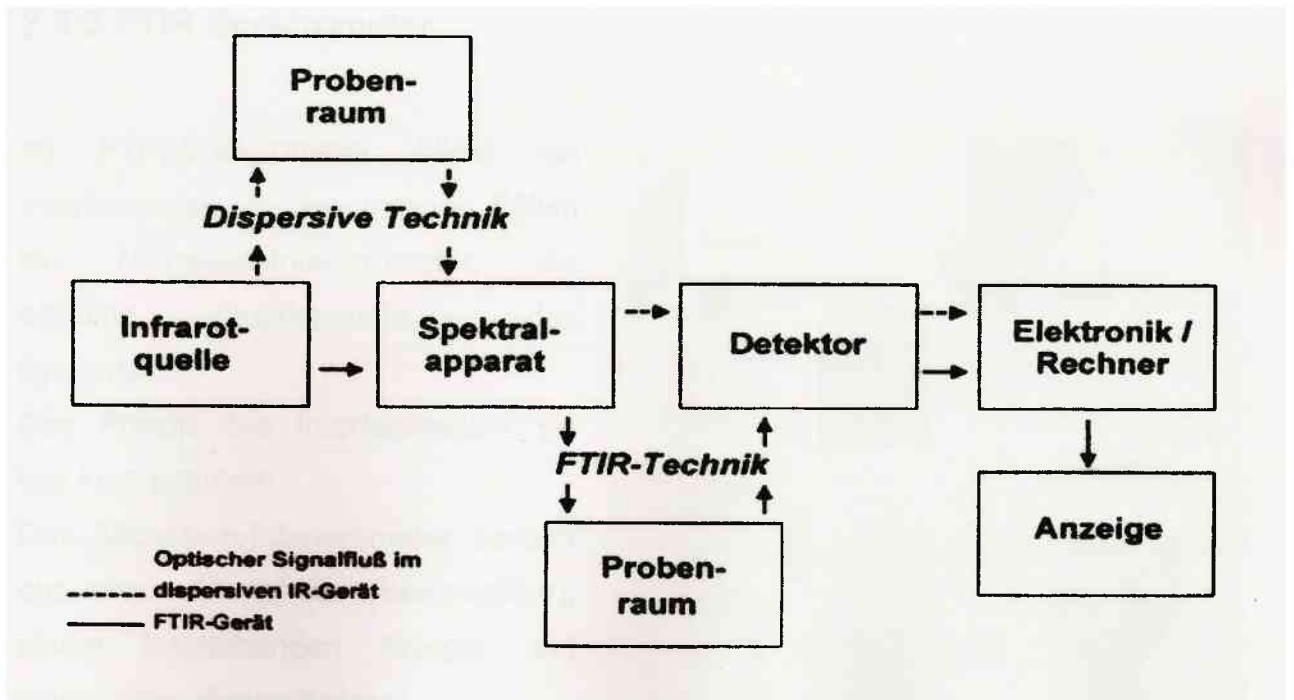 Proben-
raum
Dispersive Technik
Infrarot-
quelle
Spektral-
apparat
Detektor
Elektronik /
Rechner
FTIR-Technik
Proben-
raum
Anzeige
Optischer Signalfluß im
dispersiven IR-Gerät
FTIR-Gerät